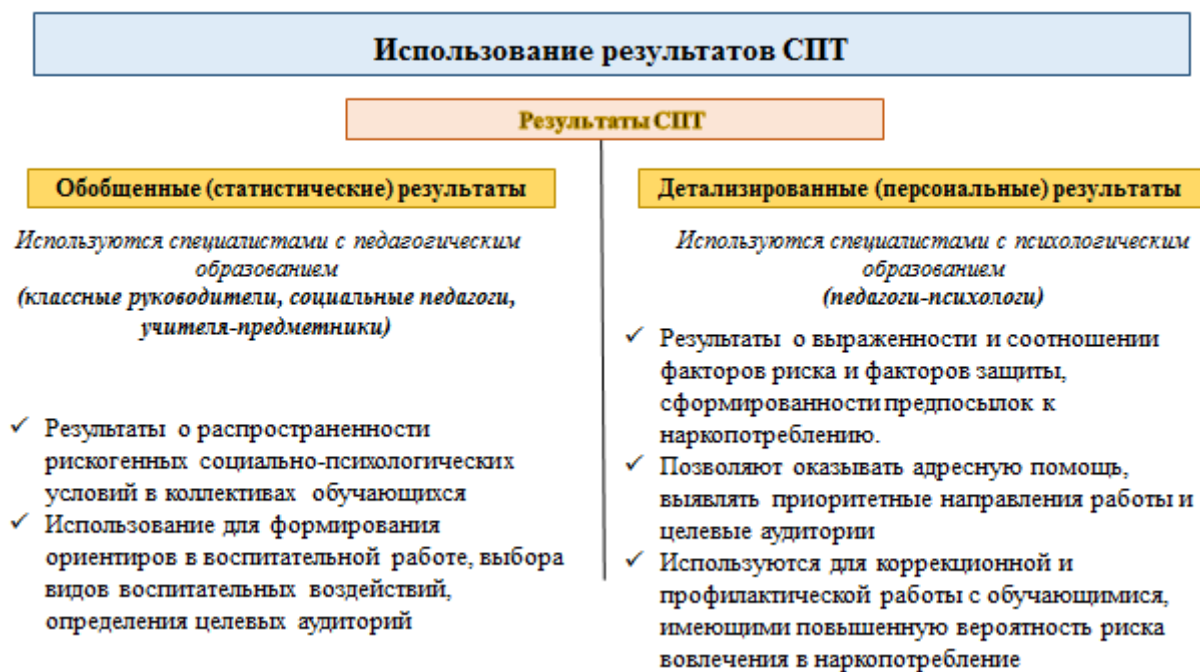 Использование результатов СПТ
Результаты СПТ
Обобщенные (статистические) результаты
Используются специалистами с педагогическим
образованием
(классные руководители, социальные педагоги,
учителя-предметники)
✓ Результаты о распространенности
рискогенных социально-психологических
условий в коллективах обучающихся
✓ Использование для формирования
ориентиров в воспитательной работе, выбора
видов воспитательных воздействий,
определения целевых аудиторий
Детализированные (персональные) результаты
Используются специалистами с психологическим
образованием
(педагоги-психологи)
✓ Результаты о выраженности и соотношении
факторов риска и факторов защиты,
сформированности предпосылок к
наркопотреблению.
✓ Позволяют оказывать адресную помощь,
выявлять приоритетные направления работы и
целевые аудитории
✓ Используются для коррекционной и
профилактической работы с обучающимися,
имеющими повышенную вероятность риска
вовлечения в наркопотребление